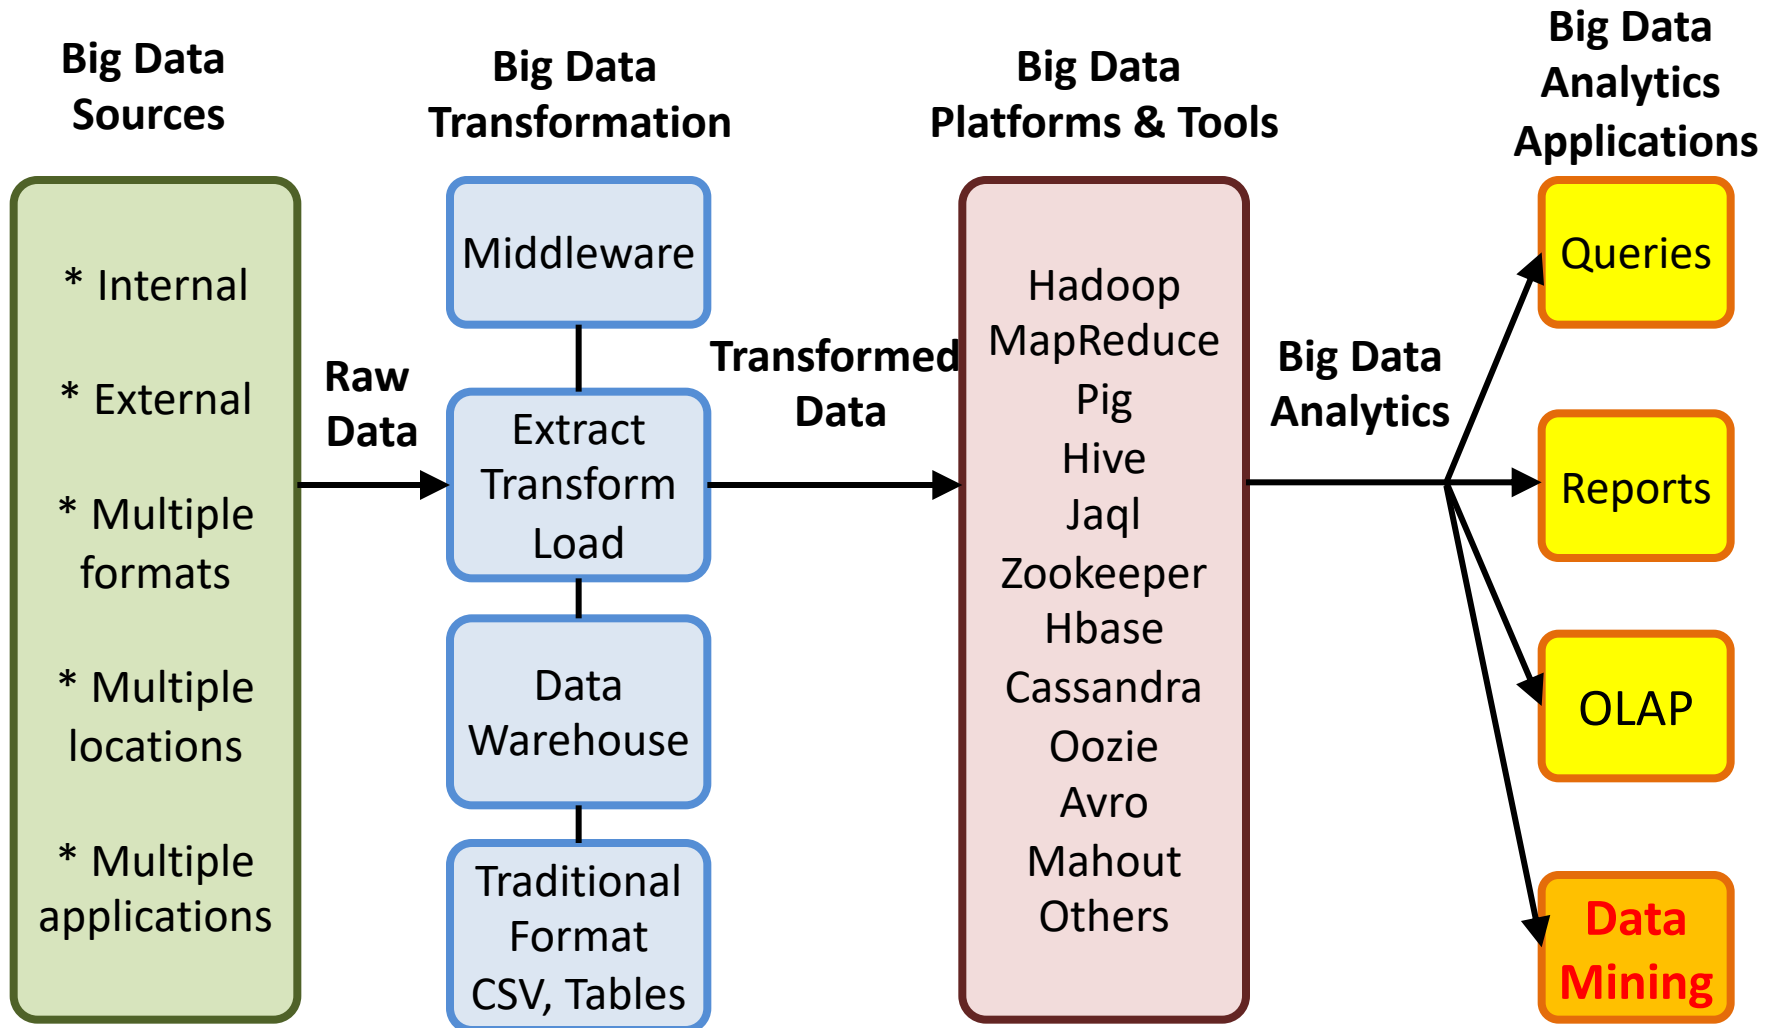 Big Data
Sources
* Internal
* External
* Multiple
formats
* Multiple
locations
* Multiple
applications
Raw
Data
Big Data
Transformation
Middleware
Extract
Transform
Load
Data
Warehouse
Traditional
Format
CSV, Tables
Transformed
Data
Big Data
Platforms & Tools
Hadoop
MapReduce
Pig
Hive
Jaql
Zookeeper
Hbase
Cassandra
Oozie
Avro
Mahout
Others
Big Data
Analytics
Big Data
Analytics
Applications
Queries
Reports
OLAP
Data
Mining